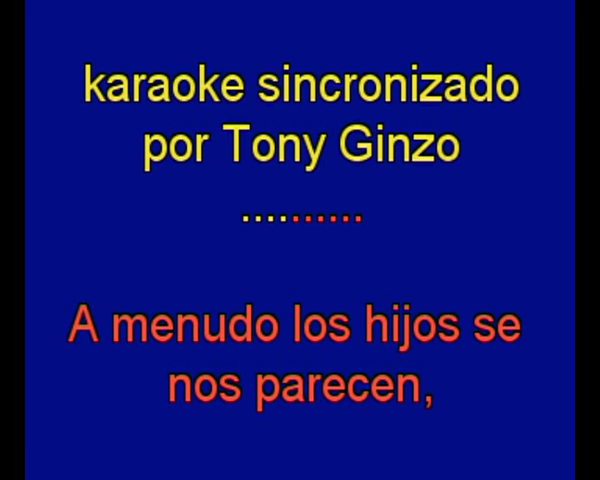 karaoke sincronizado
por Tony Ginzo
..........
A menudo los hijos se
nos parecen,